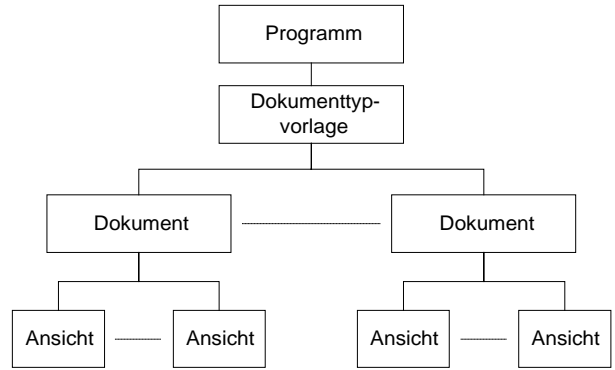 Programm
Dokumenttyp-
vorlage
Dokument
Dokument
Ansicht
Ansicht
Ansicht
Ansicht